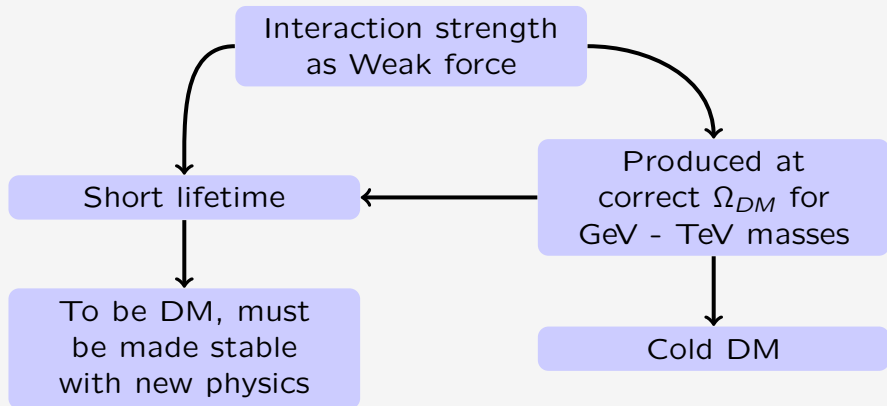 Interaction strength
as Weak force
Short lifetime
Produced at
correct Ω_DM for
GeV - TeV masses
To be DM, must
be made stable
with new physics
Cold DM